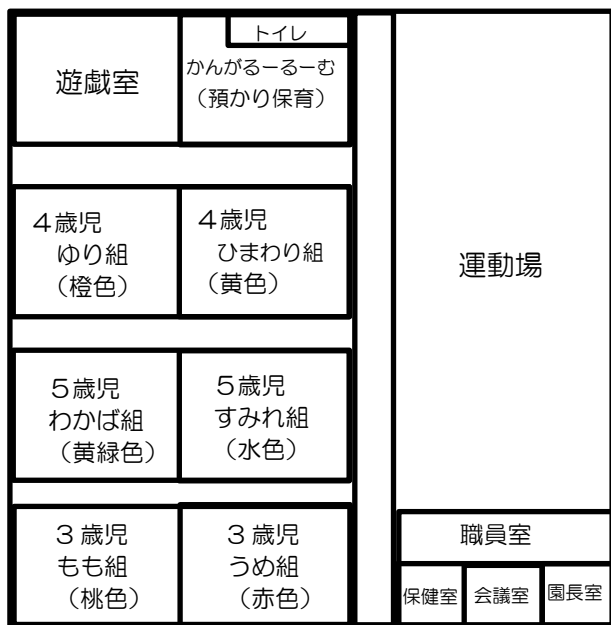 遊戯室
トイレ
かんがるーるーむ
（預かり保育）
４歳児
ゆり組
（橙色）
４歳児
ひまわり組
（黄色）
運動場
５歳児
わかば組
（黄緑色）
５歳児
すみれ組
（水色）
３歳児
もも組
（桃色）
３歳児
うめ組
（赤色）
職員室
保健室
会議室
園長室